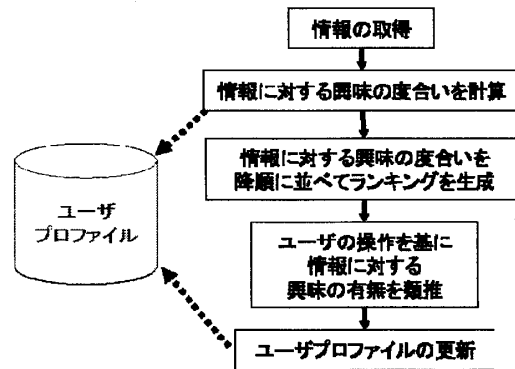 情報の取得
情報に対する興味の度合いを計算
情報に対する興味の度合いを
降順に並べてランキングを生成
ユーザ
プロファイル
ユーザの操作を基に
情報に対する
興味の有無を類推
ユーザプロファイルの更新